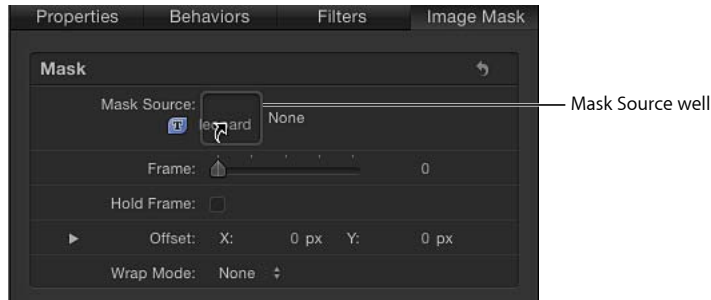 Properties Behaviors Filters Image Mask
Mask
Mask Source:
None
Mask Source well
T leonard
Frame: 0
Hold Frame:
Offset: X: 0 px Y: 0 px
Wrap Mode: None